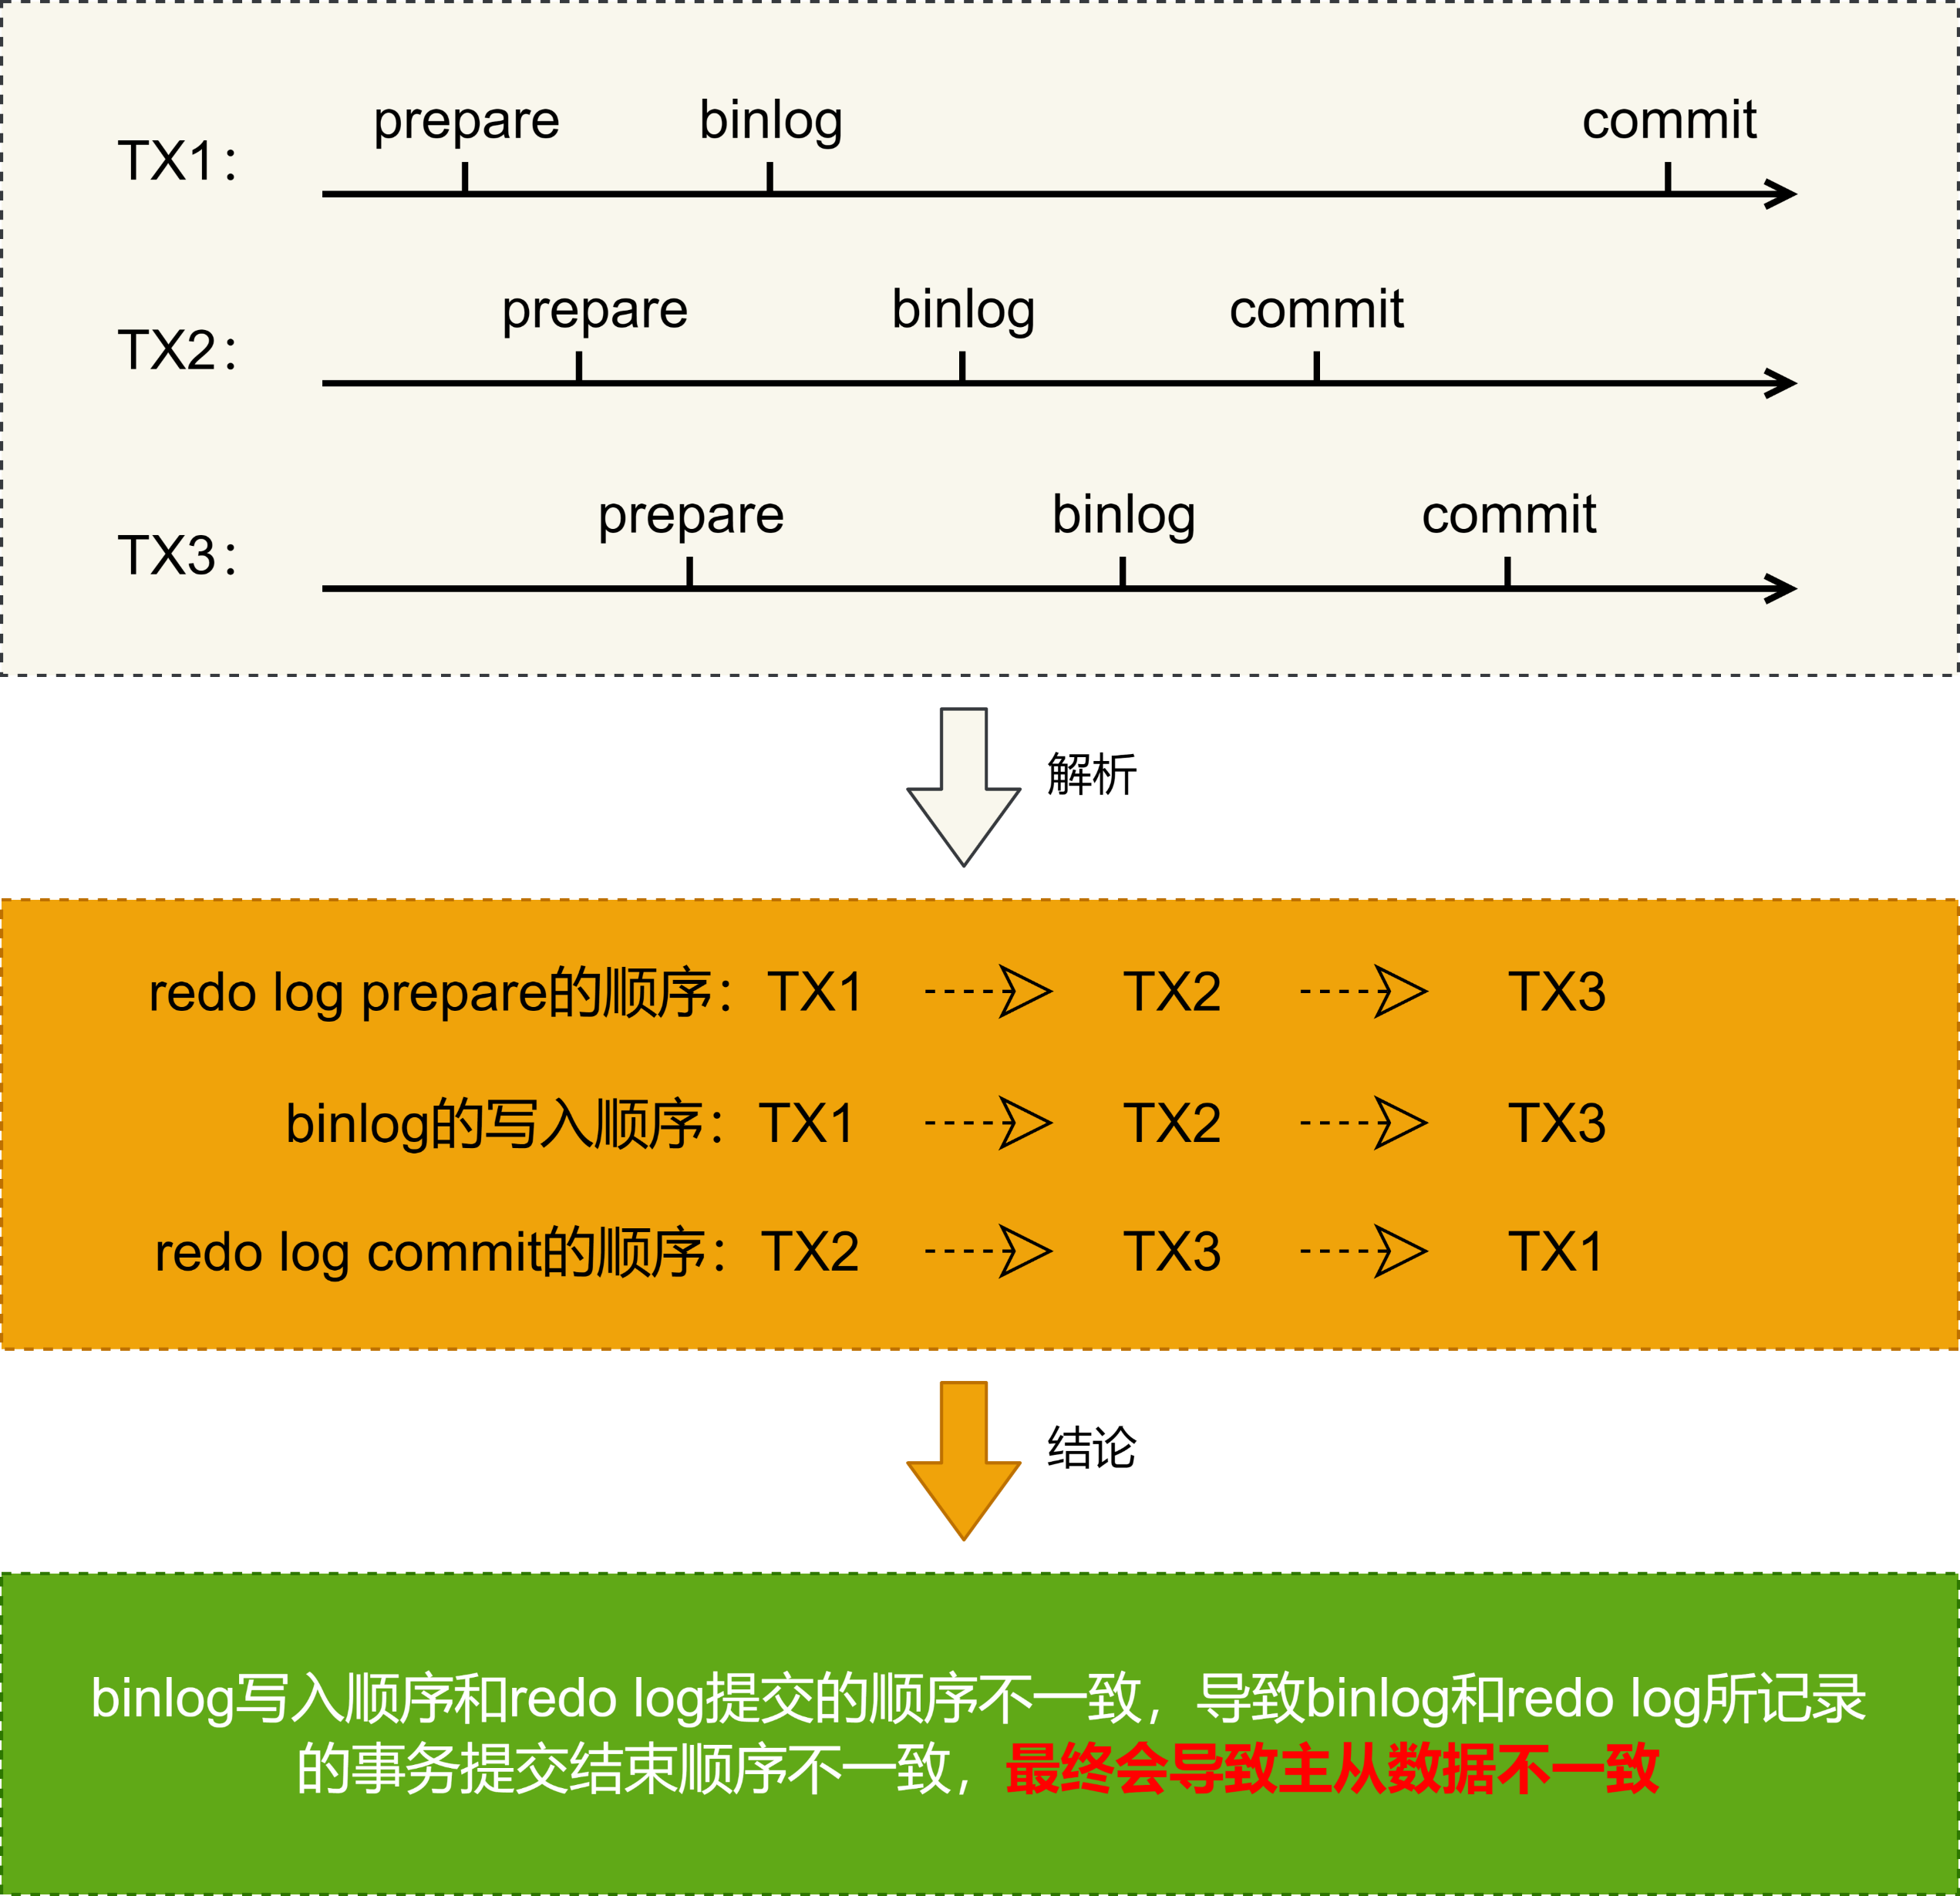 prepare binlog commit
TX1：
prepare binlog commit
TX2：
prepare binlog commit
TX3：
解析
redo log prepare的顺序：TX1 TX2 TX3
binlog的写入顺序：TX1 TX2 TX3
redo log commit的顺序：TX2 TX3 TX1
结论
binlog写入顺序和redo log提交的顺序不一致，导致binlog和redo log所记录
的事务提交结束顺序不一致，最终会导致主从数据不一致